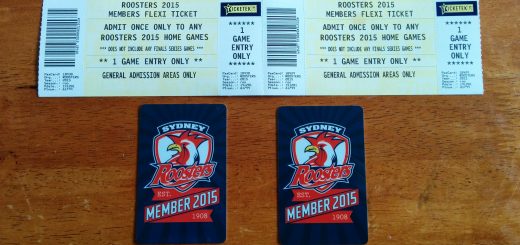 ROOSTERS 2015
MEMBERS FLEXI TICKET
ADMIT ONCE ONLY TO ANY
ROOSTERS 2015 HOME GAMES
*** DOES NOT INCLUDE ANY FINALS SERIES GAMES ***
** 1 GAME ENTRY ONLY **
GENERAL ADMISSION AREAS ONLY
TICKETEK
1
GAME
ENTRY
ONLY
ROOSTERS 2015
MEMBERS FLEXI TICKET
ADMIT ONCE ONLY TO ANY
ROOSTERS 2015 HOME GAMES
*** DOES NOT INCLUDE ANY FINALS SERIES GAMES ***
** 1 GAME ENTRY ONLY **
GENERAL ADMISSION AREAS ONLY
TICKETEK
1
GAME
ENTRY
ONLY
SYDNEY
Roosters
EST.
MEMBER 2015
1908
SYDNEY
Roosters
EST.
MEMBER 2015
1908